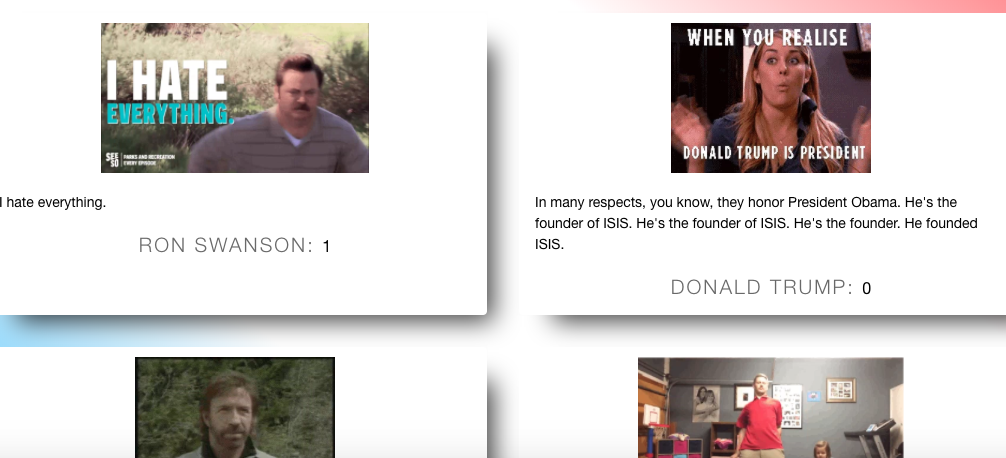 I HATE
EVERYTHING.
SEE
SO
PARKS AND RECREATION
EVERY EPISODE
I hate everything.
RON SWANSON: 1
WHEN YOU REALISE
DONALD TRUMP IS PRESIDENT
In many respects, you know, they honor President Obama. He's the
founder of ISIS. He's the founder of ISIS. He's the founder. He founded
ISIS.
DONALD TRUMP: 0